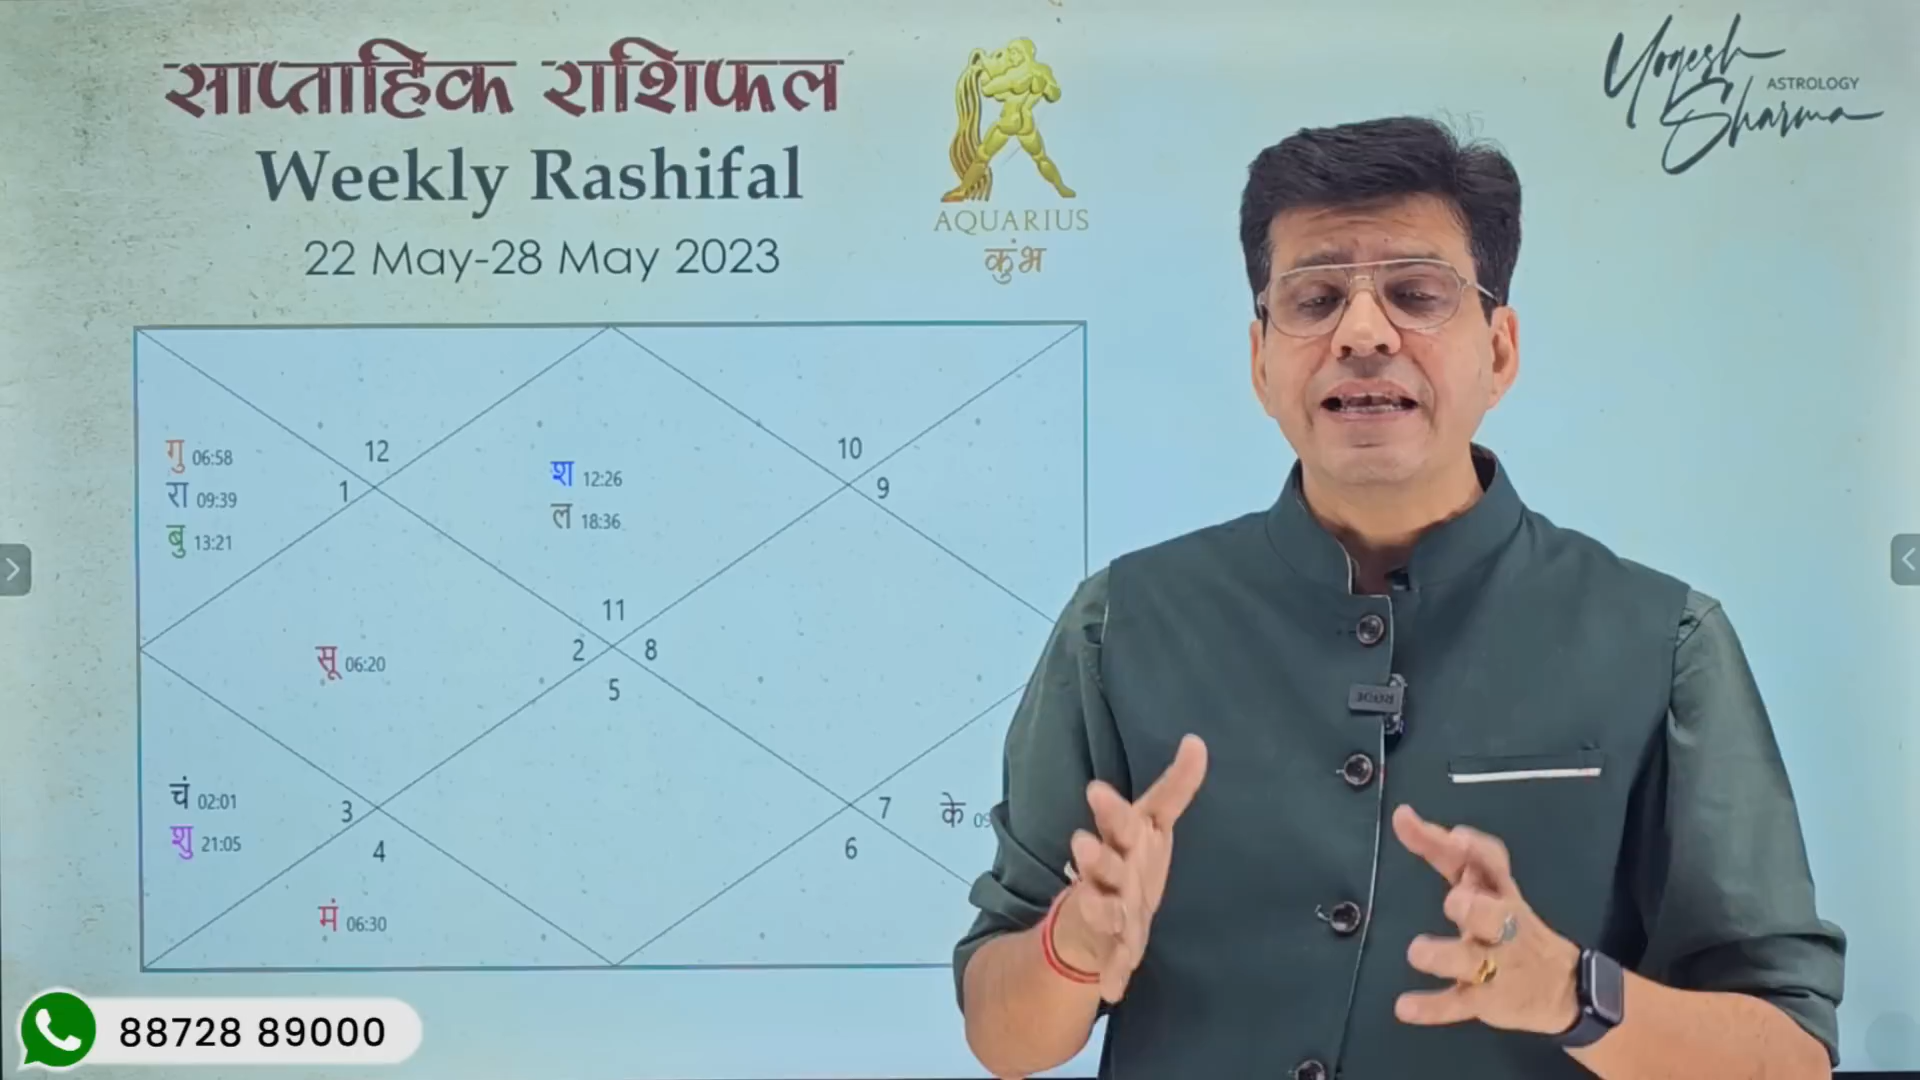 साप्ताहिक राशिफल
Weekly Rashifal
22 May-28 May 2023
AQUARIUS
कुंभ
Yogesh
Sharma
ASTROLOGY
12
10
गु 06:58
रा 09:39
बु 13:21
1
श 12:26
ल 18:36
9
11
सू 06:20
2
8
5
चं 02:01
शु 21:05
3
4
7
6
के
मं 06:30
88728 89000